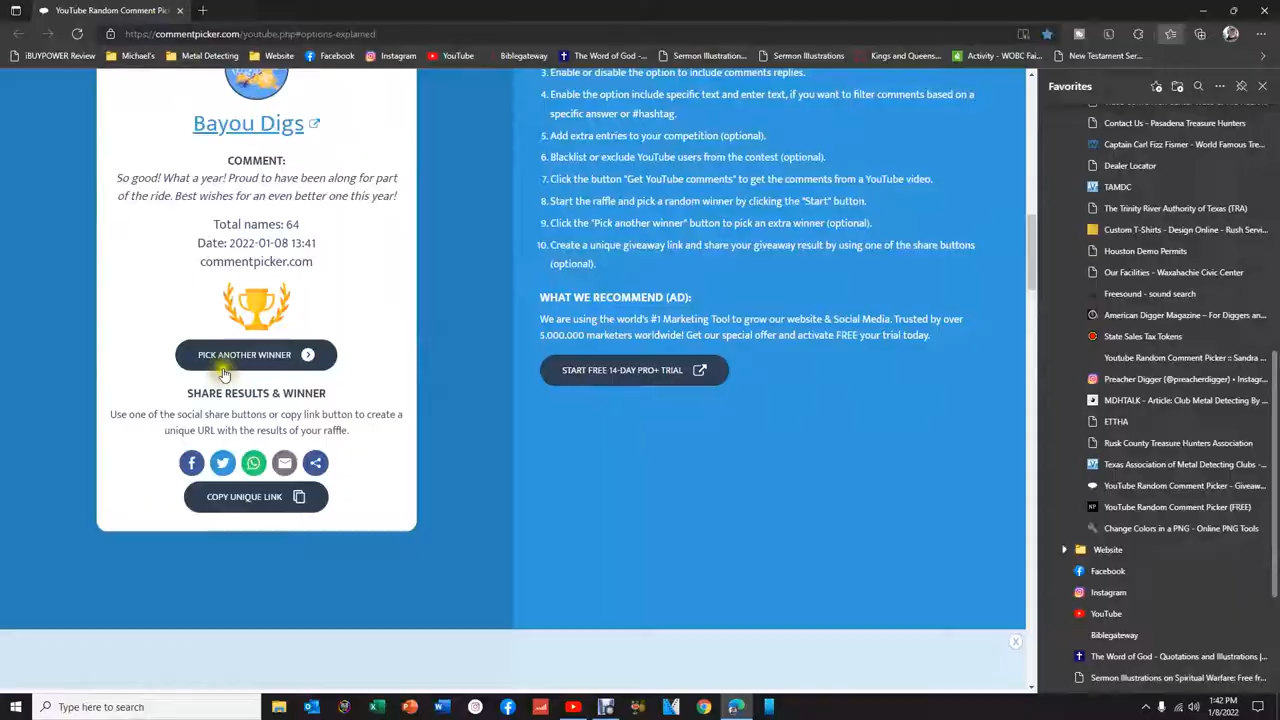 YouTube Random Comment Pic
https://commentpicker.com/youtube.php#options-explained
iBUYPOWER Review
Michael's
Metal Detecting
Website
Facebook
Instagram
YouTube
Biblegateway
The Word of God -...
Sermon Illustration...
Sermon Illustrations
Kings and Queens...
Activity - WOBC Fai...
New Testament Ser...
Bayou Digs
COMMENT:
So good! What a year! Proud to have been along for part
of the ride. Best wishes for an even better one this year!
Total names: 64
Date: 2022-01-08 13:41
commentpicker.com
PICK ANOTHER WINNER
SHARE RESULTS & WINNER
Use one of the social share buttons or copy link button to create a
unique URL with the results of your raffle.
COPY UNIQUE LINK
3. Enable or disable the option to include comments replies.
4. Enable the option include specific text and enter text, if you want to filter comments based on a
specific answer or #hashtag.
5. Add extra entries to your competition (optional).
6. Blacklist or exclude YouTube users from the contest (optional).
7. Click the button "Get YouTube comments" to get the comments from a YouTube video.
8. Start the raffle and pick a random winner by clicking the "Start" button.
9. Click the "Pick another winner" button to pick an extra winner (optional).
10. Create a unique giveaway link and share your giveaway result by using one of the share buttons
(optional).
WHAT WE RECOMMEND (AD):
We are using the world's #1 Marketing Tool to grow our website & Social Media. Trusted by over
5.000.000 marketers worldwide! Get our special offer and activate FREE your trial today.
START FREE 14-DAY PRO+ TRIAL
Favorites
Contact Us - Pasadena Treasure Hunters
Captain Carl Fizz Fismer - World Famous Tre...
Dealer Locator
TAMDC
The Trinity River Authority of Texas (TRA)
Custom T-Shirts - Design Online - Rush Servi...
Houston Demo Permits
Our Facilities - Waxahachie Civic Center
Freesound - sound search
American Digger Magazine – For Diggers an...
State Sales Tax Tokens
Youtube Random Comment Picker :: Sandra ...
Preacher Digger (@preacherdigger) • Instagr...
MDHTALK - Article: Club Metal Detecting By ...
ETTHA
Rusk County Treasure Hunters Association
Texas Association of Metal Detecting Clubs -...
YouTube Random Comment Picker - Giveaw...
YouTube Random Comment Picker (FREE)
Change Colors in a PNG - Online PNG Tools
Website
Facebook
Instagram
YouTube
Biblegateway
The Word of God - Quotations and Illustrations |...
Sermon Illustrations on Spiritual Warfare: Free fr...
Type here to search
1:42 PM
1/8/2022